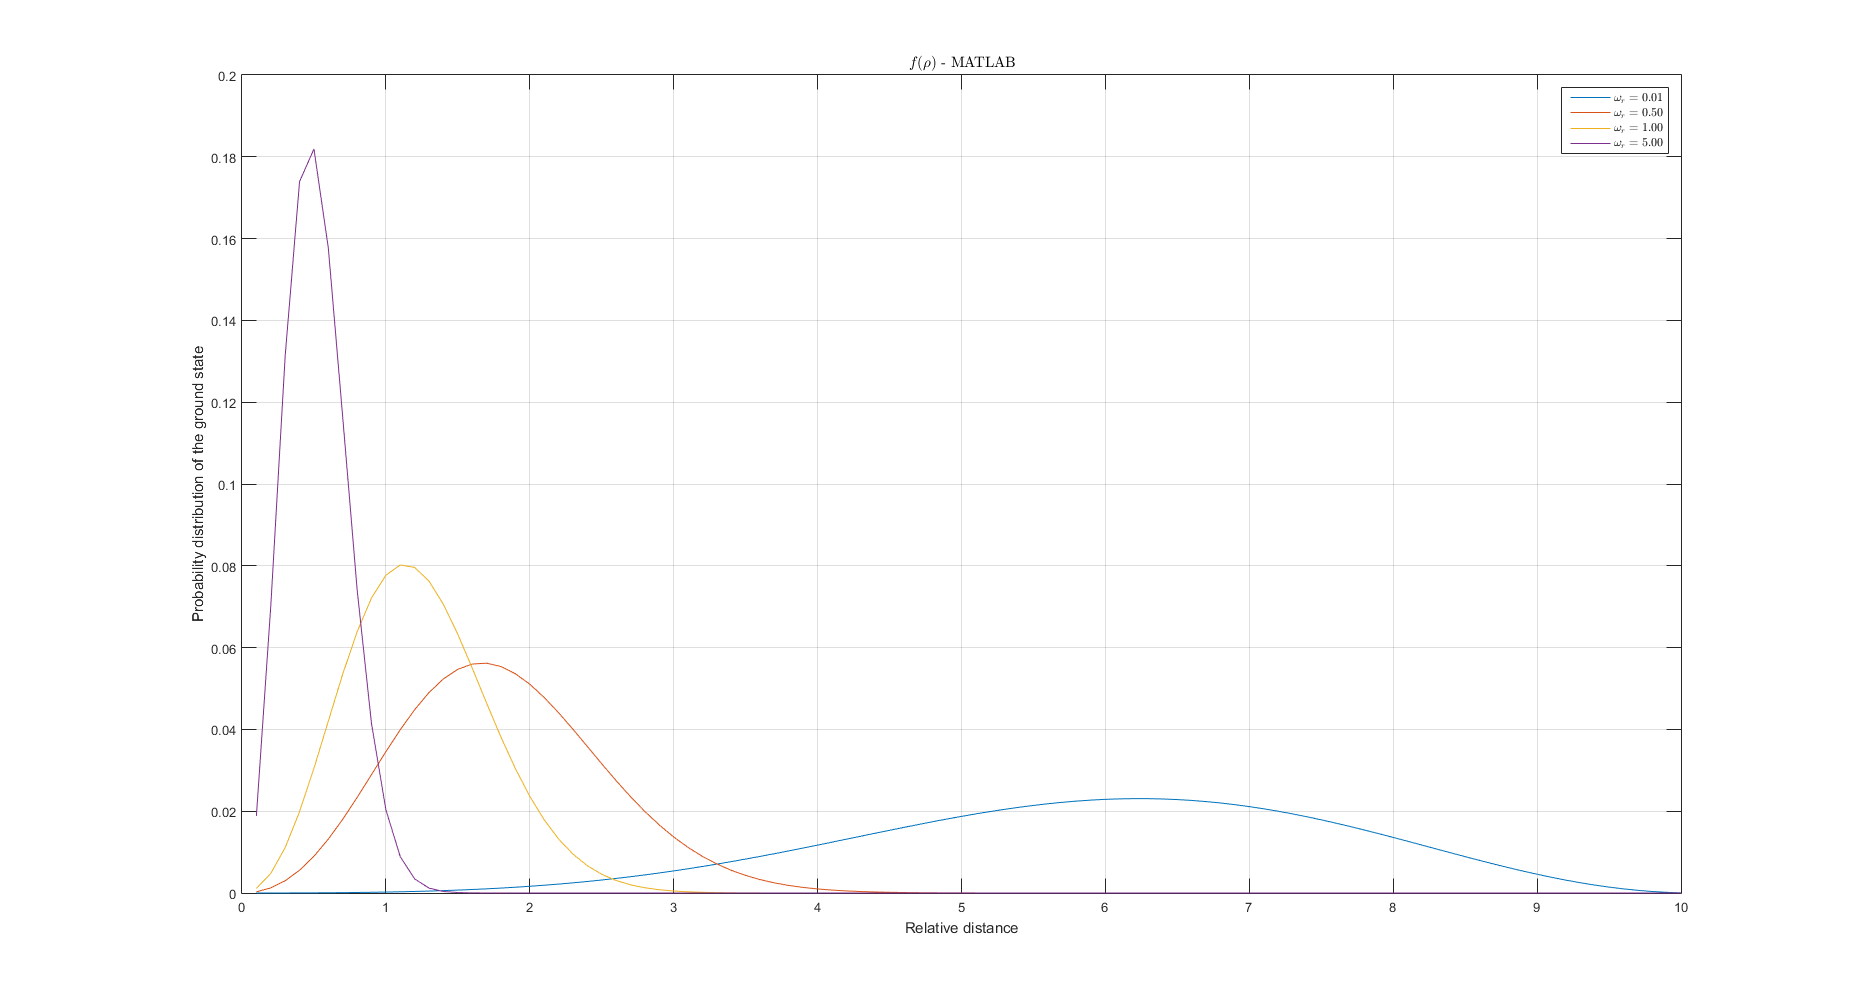 f(ρ) - MATLAB
ω_r = 0.01
ω_r = 0.50
ω_r = 1.00
ω_r = 5.00
Probability distribution of the ground state
0.2
0.18
0.16
0.14
0.12
0.1
0.08
0.06
0.04
0.02
0
0 1 2 3 4 5 6 7 8 9 10
Relative distance